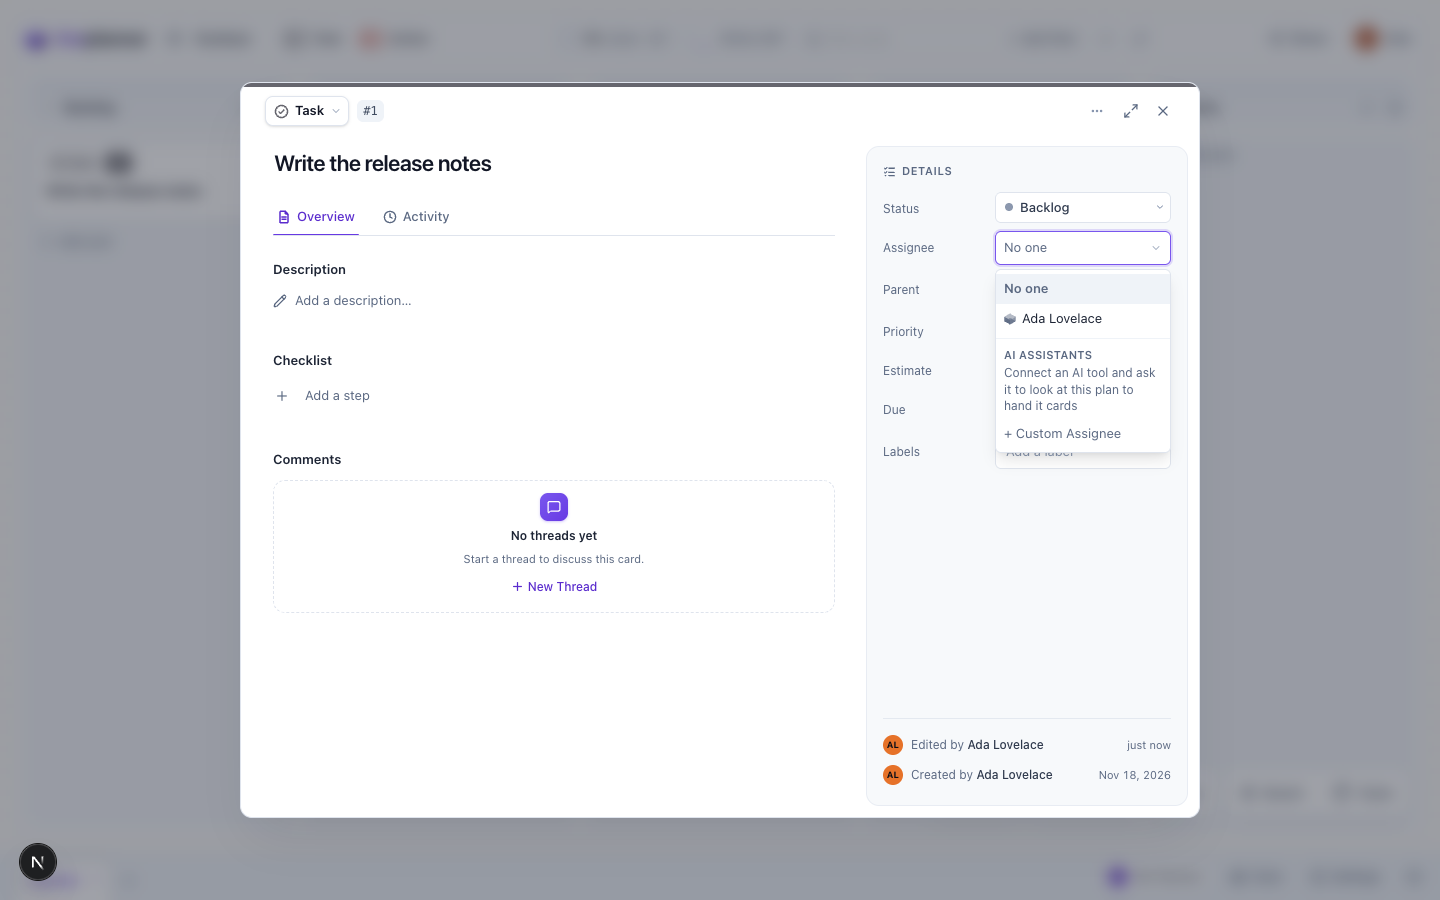 Task
#1
Write the release notes
Overview
Activity
Description
Add a description...
Checklist
Add a step
Comments
No threads yet
Start a thread to discuss this card.
+ New Thread
DETAILS
Status
Backlog
Assignee
No one
Parent
No one
Ada Lovelace
Priority
AI ASSISTANTS
Estimate
Connect an AI tool and ask
it to look at this plan to
hand it cards
Due
+ Custom Assignee
Labels
Add a label
AL
Edited by Ada Lovelace
just now
AL
Created by Ada Lovelace
Nov 18, 2026
N